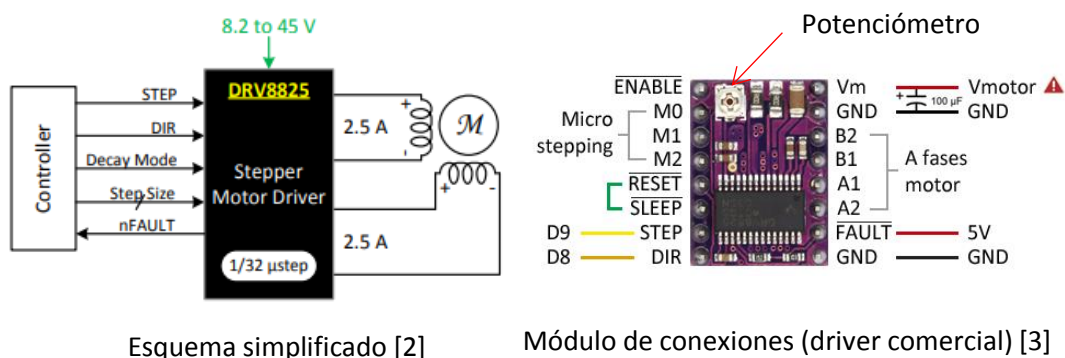 8.2 to 45 V
Controller
STEP
DIR
Decay Mode
Step Size
nFAULT
DRV8825
Stepper
Motor Driver
1/32 µstep
+
-
2.5 A
M
+
-
2.5 A
Esquema simplificado [2]
Potenciómetro
ENABLE
M0
M1
M2
Micro
stepping
RESET
SLEEP
D9
STEP
D8
DIR
Vm
GND
B2
B1
A1
A2
FAULT
GND
+
100 µF
Vmotor
GND
A fases
motor
5V
GND
Módulo de conexiones (driver comercial) [3]